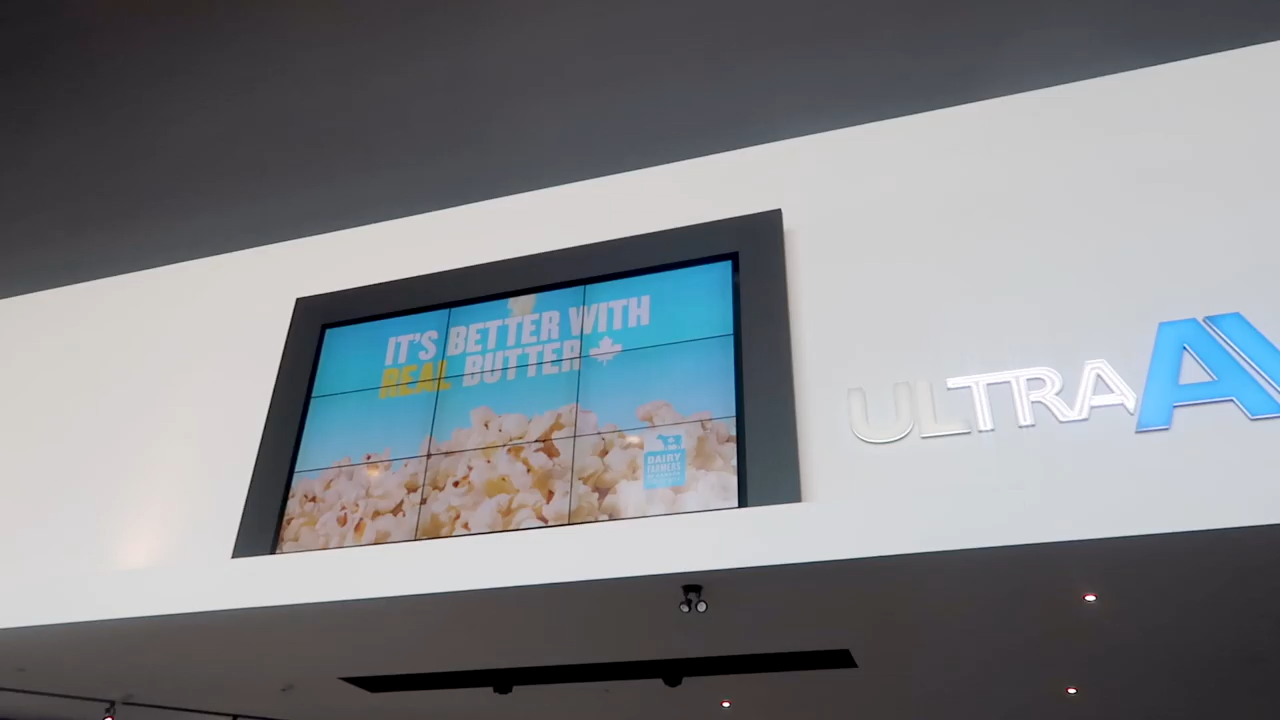 IT'S BETTER WITH
REAL BUTTER
DAIRY
FARMERS
ULTRAAV